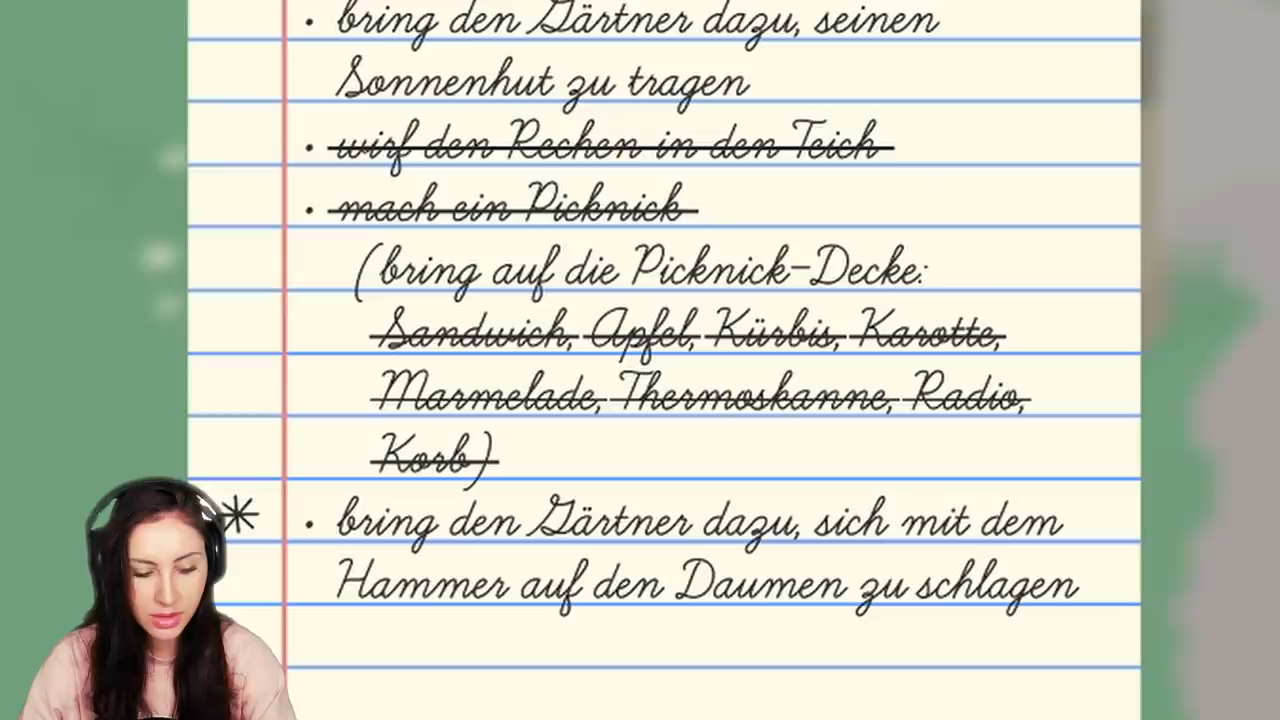 • bring den Gärtner dazu, seinen
Sonnenhut zu tragen
• wirf den Rechen in den Teich
• mach ein Picknick
(bring auf die Picknick-Decke:
Sandwich, Apfel, Kürbis, Karotte,
Marmelade, Thermoskanne, Radio,
Korb)
* • bring den Gärtner dazu, sich mit dem
Hammer auf den Daumen zu schlagen